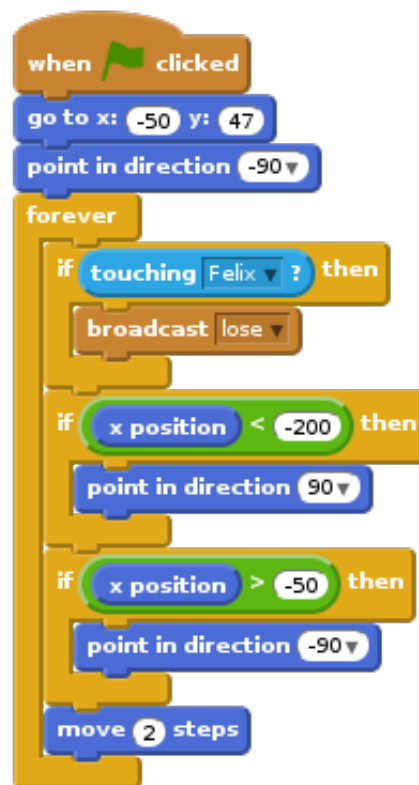 when clicked
go to x: -50 y: 47
point in direction -90
forever
if touching Felix ? then
broadcast lose
if x position < -200 then
point in direction 90
if x position > -50 then
point in direction -90
move 2 steps